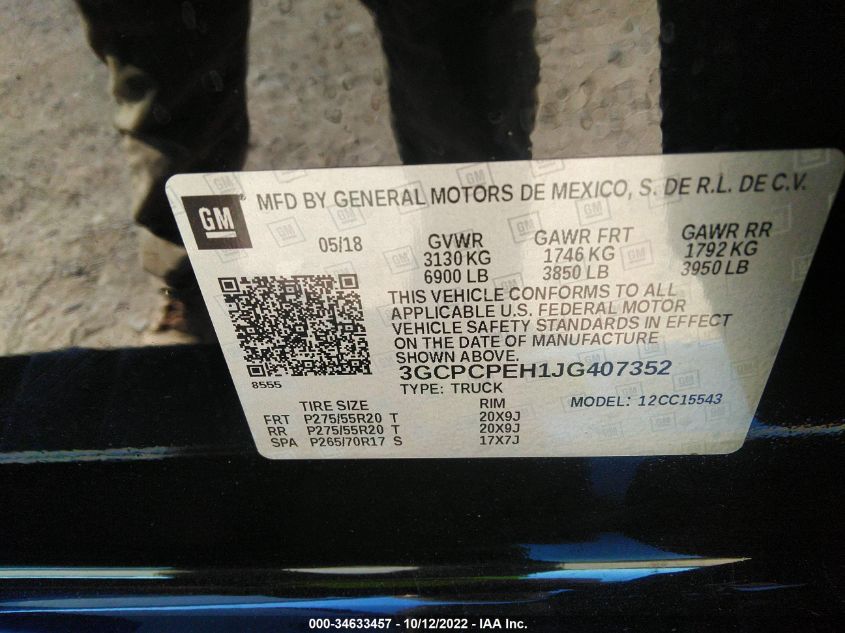 GM
MFD BY GENERAL MOTORS DE MEXICO, S. DE R.L. DE C.V.
05/18 GVWR GAWR FRT GAWR RR
3130 KG 1746 KG 1792 KG
6900 LB 3850 LB 3950 LB
THIS VEHICLE CONFORMS TO ALL
APPLICABLE U.S. FEDERAL MOTOR
VEHICLE SAFETY STANDARDS IN EFFECT
ON THE DATE OF MANUFACTURE
SHOWN ABOVE.
3GCPCPEH1JG407352
8555
TYPE: TRUCK
MODEL: 12CC15543
TIRE SIZE RIM
FRT P275/55R20 T 20X9J
RR P275/55R20 T 20X9J
SPA P265/70R17 S 17X7J
000-34633457 - 10/12/2022 - IAA Inc.